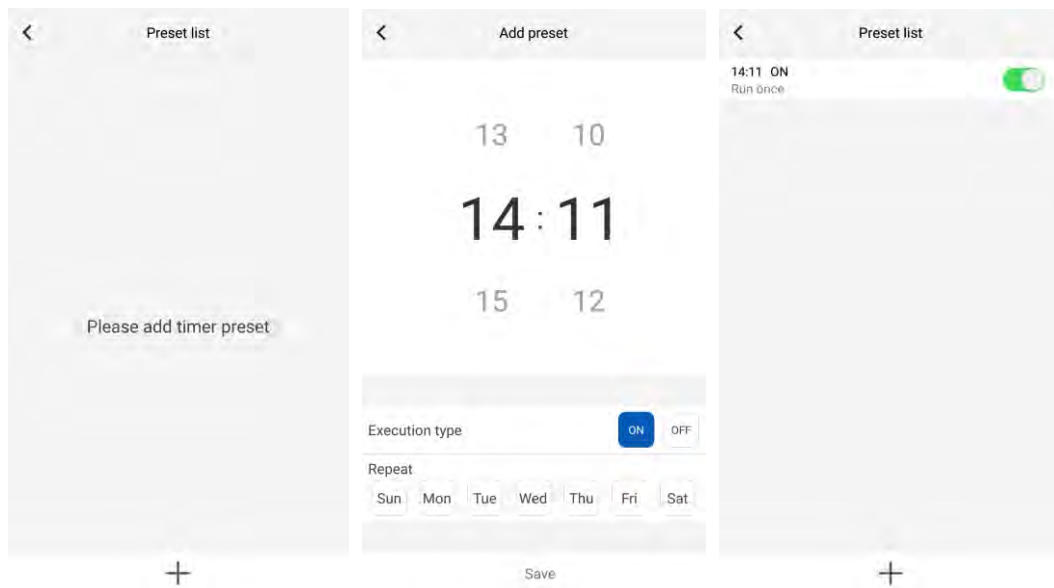 Preset list
Please add timer preset
Add preset
13 10
14 : 11
15 12
Execution type ON OFF
Repeat
Sun Mon Tue Wed Thu Fri Sat
Save
Preset list
14:11 ON
Run once